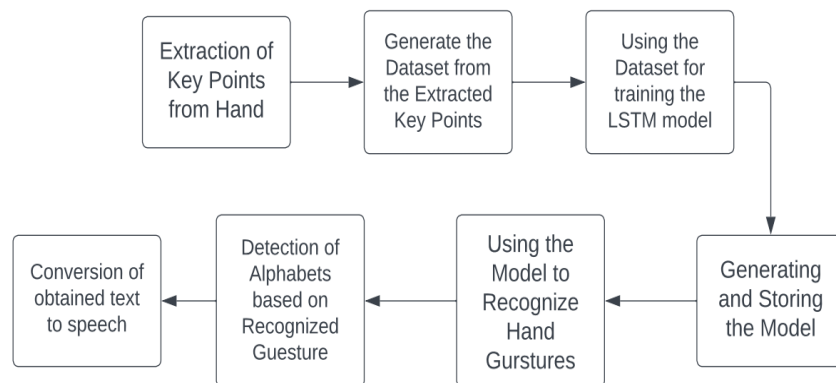 Extraction of
Key Points
from Hand
Generate the
Dataset from
the Extracted
Key Points
Using the
Dataset for
training the
LSTM model
Generating
and Storing
the Model
Using the
Model to
Recognize
Hand
Gurstures
Detection of
Alphabets
based on
Recognized
Guesture
Conversion of
obtained text
to speech